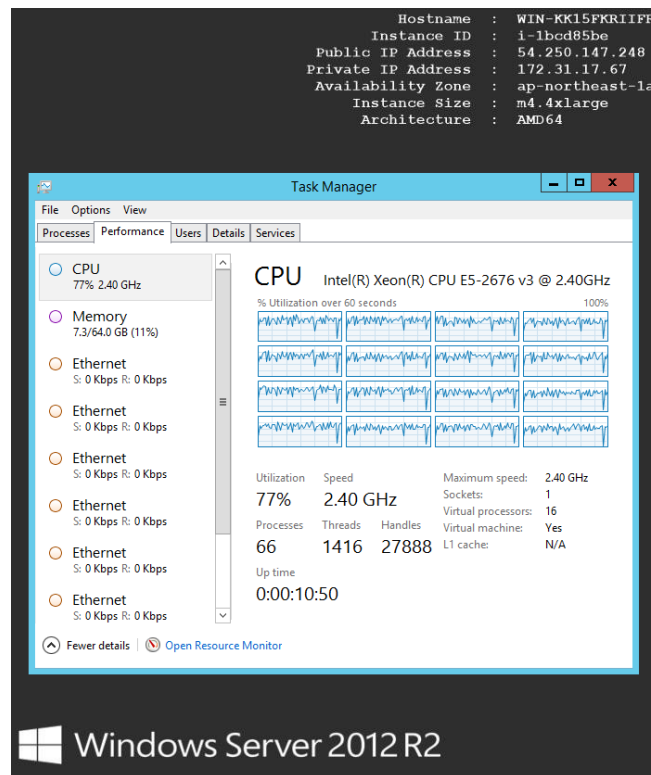 Hostname : WIN-KK15FKRIIFR
Instance ID : i-1bcd85be
Public IP Address : 54.250.147.248
Private IP Address : 172.31.17.67
Availability Zone : ap-northeast-1a
Instance Size : m4.4xlarge
Architecture : AMD64
Task Manager
File Options View
Processes Performance Users Details Services
CPU
77% 2.40 GHz
Memory
7.3/64.0 GB (11%)
Ethernet
S: 0 Kbps R: 0 Kbps
Ethernet
S: 0 Kbps R: 0 Kbps
Ethernet
S: 0 Kbps R: 0 Kbps
Ethernet
S: 0 Kbps R: 0 Kbps
Ethernet
S: 0 Kbps R: 0 Kbps
Ethernet
S: 0 Kbps R: 0 Kbps
CPU Intel(R) Xeon(R) CPU E5-2676 v3 @ 2.40GHz
% Utilization over 60 seconds 100%
Utilization Speed
77% 2.40 GHz
Processes Threads Handles
66 1416 27888
Up time
0:00:10:50
Maximum speed: 2.40 GHz
Sockets: 1
Virtual processors: 16
Virtual machine: Yes
L1 cache: N/A
Fewer details Open Resource Monitor
Windows Server 2012 R2